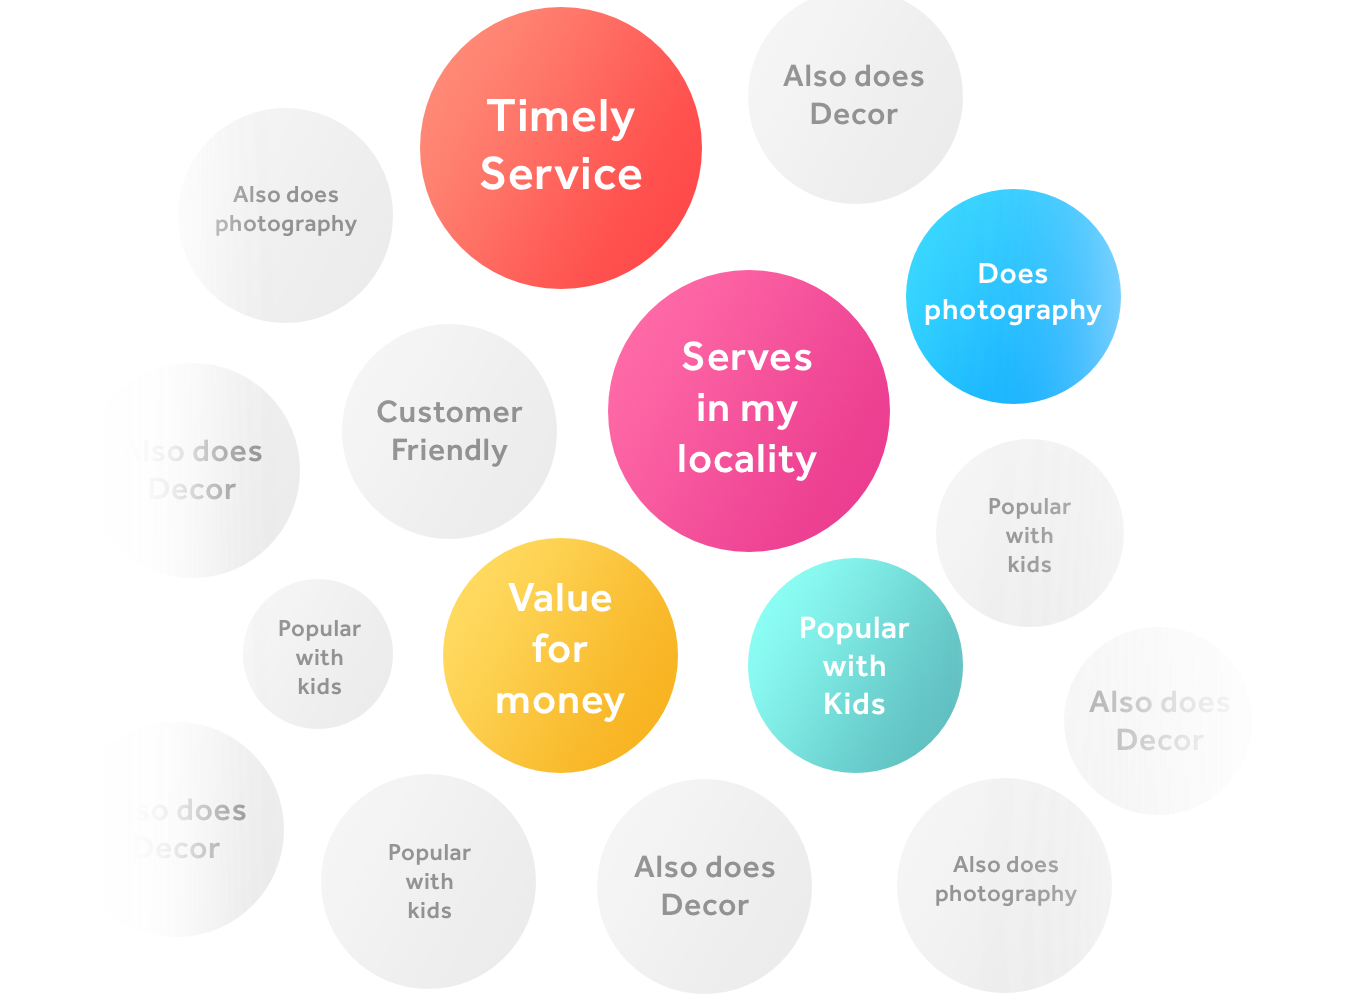 Timely
Service
Also does
Decor
Also does
photography
Does
photography
Serves
in my
locality
Customer
Friendly
Also does
Decor
Popular
with
kids
Value
for
money
Popular
with
Kids
Popular
with
kids
Also does
Decor
Also does
Decor
Popular
with
kids
Also does
Decor
Also does
photography